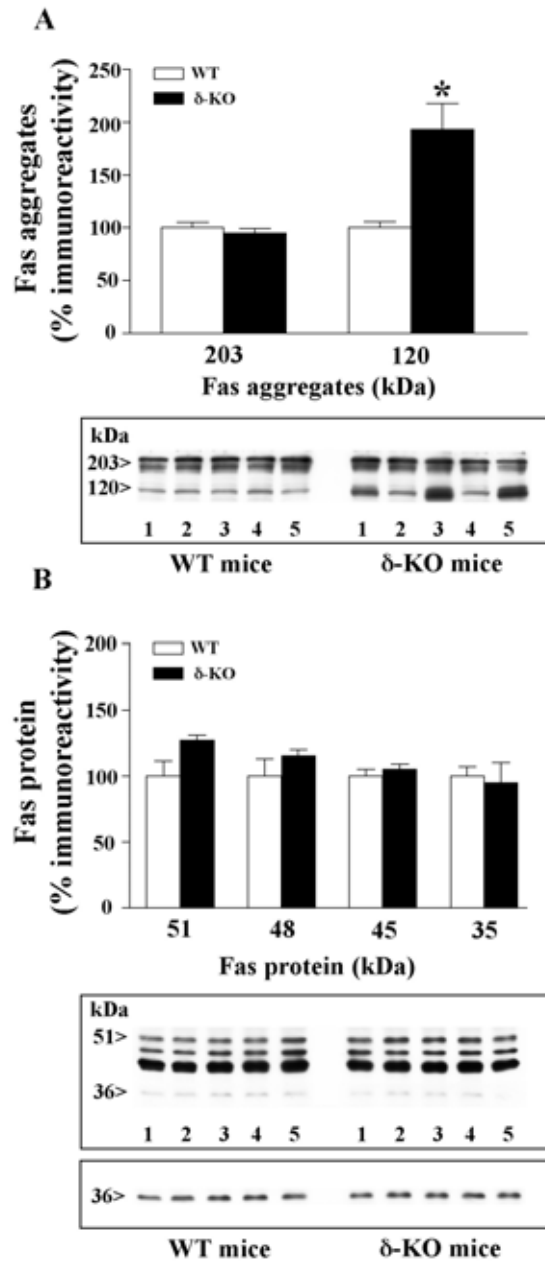 A
Fas aggregates
(% immunoreactivity)
250
200
150
100
50
0
WT
δ-KO
*
203 120
Fas aggregates (kDa)
kDa
203>
120>
1 2 3 4 5 1 2 3 4 5
WT mice δ-KO mice
B
Fas protein
(% immunoreactivity)
200
150
100
50
0
WT
δ-KO
51 48 45 35
Fas protein (kDa)
kDa
51>
36>
1 2 3 4 5 1 2 3 4 5
36>
WT mice δ-KO mice